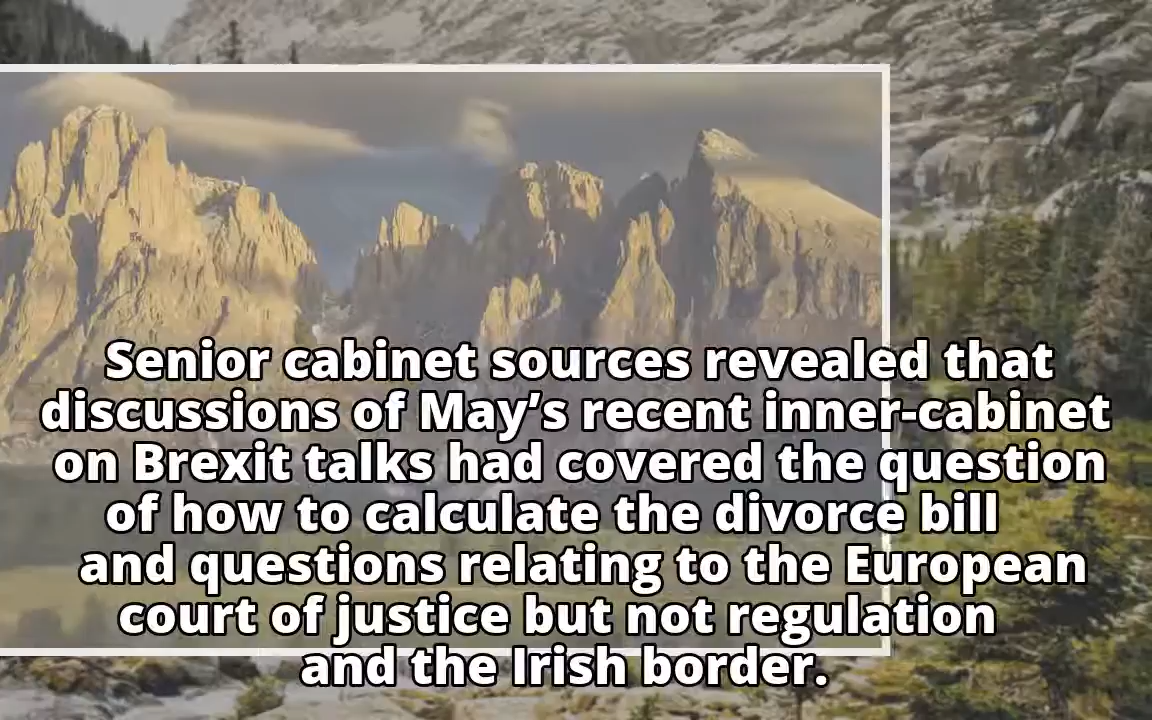 Senior cabinet sources revealed that
discussions of May’s recent inner-cabinet
on Brexit talks had covered the question
of how to calculate the divorce bill
and questions relating to the European
court of justice but not regulation
and the Irish border.